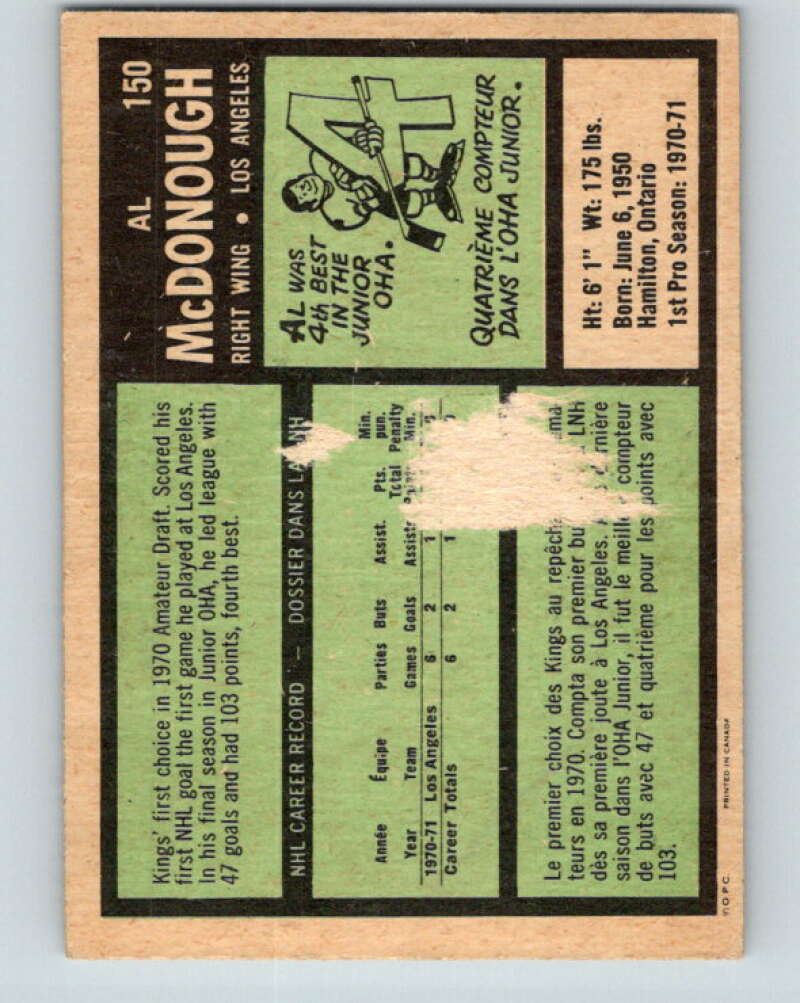 AL 150
McDONOUGH
RIGHT WING • LOS ANGELES
AL WAS
4th BEST
IN THE
JUNIOR
OHA.
QUATRIÈME COMPTEUR
DANS L'OHA JUNIOR.
Ht: 6' 1" Wt: 175 lbs.
Born: June 6, 1950
Hamilton, Ontario
1st Pro Season: 1970-71
Kings' first choice in 1970 Amateur Draft. Scored his
first NHL goal the first game he played at Los Angeles.
In his final season in Junior OHA, he led league with
47 goals and had 103 points, fourth best.
NHL CAREER RECORD — DOSSIER DANS LA NH
Année Équipe Parties Buts Assist. Pts. Min. pun.
Year Team Games Goals Assists Total Penalty Min.
1970-71 Los Angeles 6 2 1
Career Totals 6 2 1
Le premier choix des Kings au repêcha
teurs en 1970. Compta son premier bu LNH
dès sa première joute à Los Angeles.
saison dans l'OHA Junior, il fut le meilleur compteur
de buts avec 47 et quatrième pour les points avec
103.
O.P.C. PRINTED IN CANADA